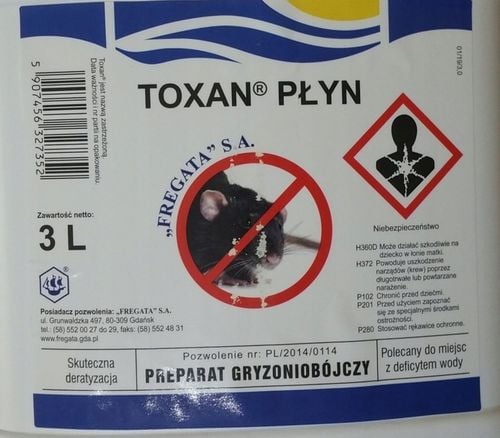 TOXAN® PŁYN
01/19/3.0
Toxan® jest nazwą zastrzeżoną.
Data ważności i nr partii na opakowaniu.
5 907456 327352
„FREGATA” S.A.
Zawartość netto:
3 L
®
Posiadacz pozwolenia: „FREGATA” S.A.
ul. Grunwaldzka 497, 80-309 Gdańsk
tel.: (58) 552 00 27 do 29, faks: (58) 552 48 31
www.fregata.gda.pl
Niebezpieczeństwo
H360D Może działać szkodliwie na
dziecko w łonie matki.
H372 Powoduje uszkodzenie
narządów (krew) poprzez
długotrwałe lub powtarzane
narażenie.
P102 Chronić przed dziećmi.
P201 Przed użyciem zapoznać
się ze specjalnymi środkami
ostrożności.
P280 Stosować rękawice ochronne.
Skuteczna
deratyzacja
Pozwolenie nr: PL/2014/0114
PREPARAT GRYZONIOBÓJCZY
Polecany do miejsc
z deficytem wody